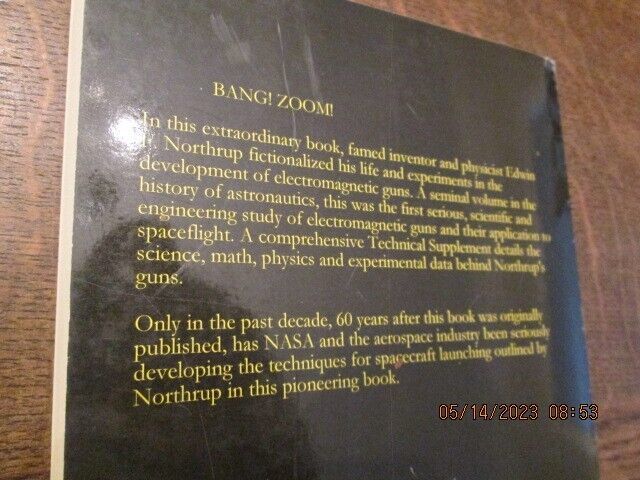 BANG! ZOOM!
In this extraordinary book, famed inventor and physicist Edwin
F. Northrup fictionalized his life and experiments in the
development of electromagnetic guns. A seminal volume in the
history of astronautics, this was the first serious, scientific and
engineering study of electromagnetic guns and their application to
spaceflight. A comprehensive Technical Supplement details the
science, math, physics and experimental data behind Northrup's
guns.
Only in the past decade, 60 years after this book was originally
published, has NASA and the aerospace industry been seriously
developing the techniques for spacecraft launching outlined by
Northrup in this pioneering book.
05/14/2023 08:53